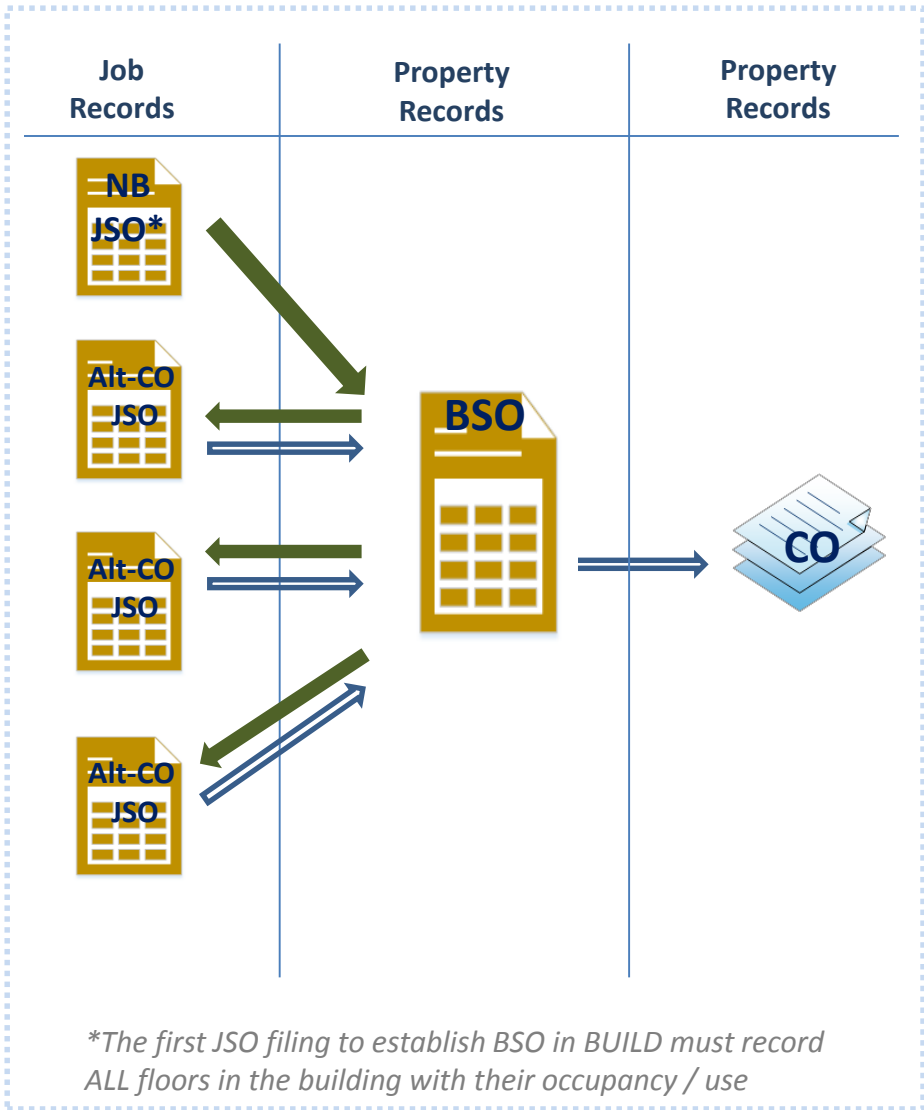 Job
Records
Property
Records
Property
Records
NB
JSO*
Alt-CO
JSO
BSO
Alt-CO
JSO
CO
Alt-CO
JSO
*The first JSO filing to establish BSO in BUILD must record
ALL floors in the building with their occupancy / use